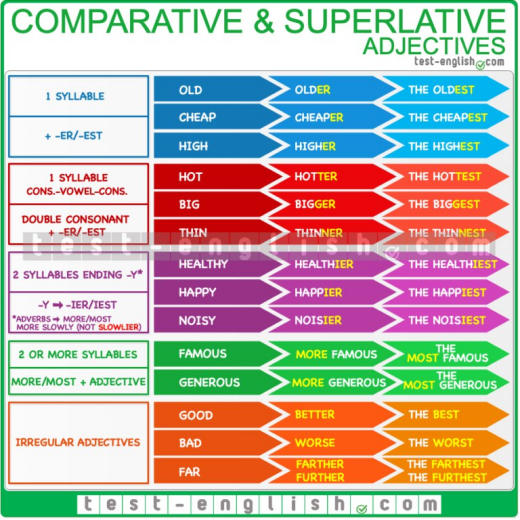 COMPARATIVE & SUPERLATIVE
ADJECTIVES
test-english.com
1 SYLLABLE
+ -ER/-EST
OLD OLDER THE OLDEST
CHEAP CHEAPER THE CHEAPEST
HIGH HIGHER THE HIGHEST
1 SYLLABLE
CONS.-VOWEL-CONS.
DOUBLE CONSONANT
+ -ER/-EST
HOT HOTTER THE HOTTEST
BIG BIGGER THE BIGGEST
THIN THINNER THE THINNEST
test-english.com
2 SYLLABLES ENDING -Y*
-Y ➡ -IER/IEST
*ADVERBS ➡ MORE/MOST
MORE SLOWLY (NOT SLOWLIER)
HEALTHY HEALTHIER THE HEALTHIEST
HAPPY HAPPIER THE HAPPIEST
NOISY NOISIER THE NOISIEST
2 OR MORE SYLLABLES
MORE/MOST + ADJECTIVE
FAMOUS MORE FAMOUS THE
MOST FAMOUS
GENEROUS MORE GENEROUS THE
MOST GENEROUS
IRREGULAR ADJECTIVES
GOOD BETTER THE BEST
BAD WORSE THE WORST
FAR FARTHER THE FARTHEST
FURTHER THE FURTHEST
test-english.com